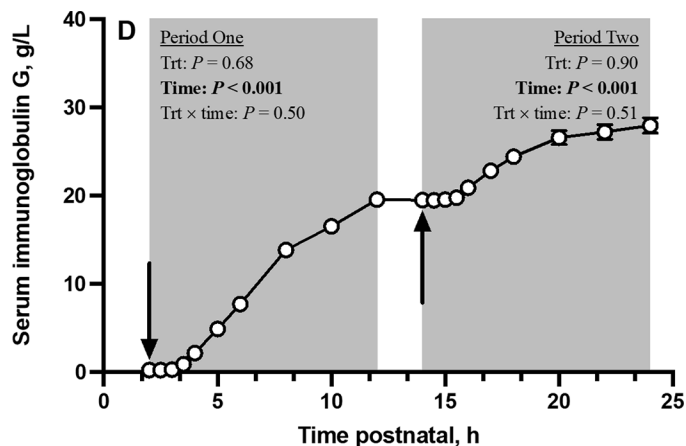 D
Period One
Trt: P = 0.68
Time: P < 0.001
Trt × time: P = 0.50
Period Two
Trt: P = 0.90
Time: P < 0.001
Trt × time: P = 0.51
Serum immunoglobulin G, g/L
40
30
20
10
0
0 5 10 15 20 25
Time postnatal, h